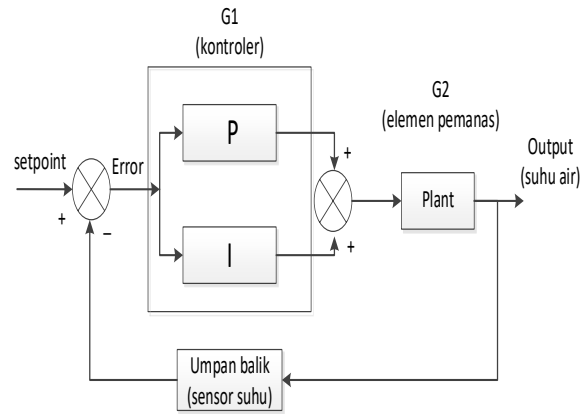 G1
(kontroler)
G2
(elemen pemanas)
Output
(suhu air)
setpoint
Error
P
I
Plant
+
−
+
+
Umpan balik
(sensor suhu)